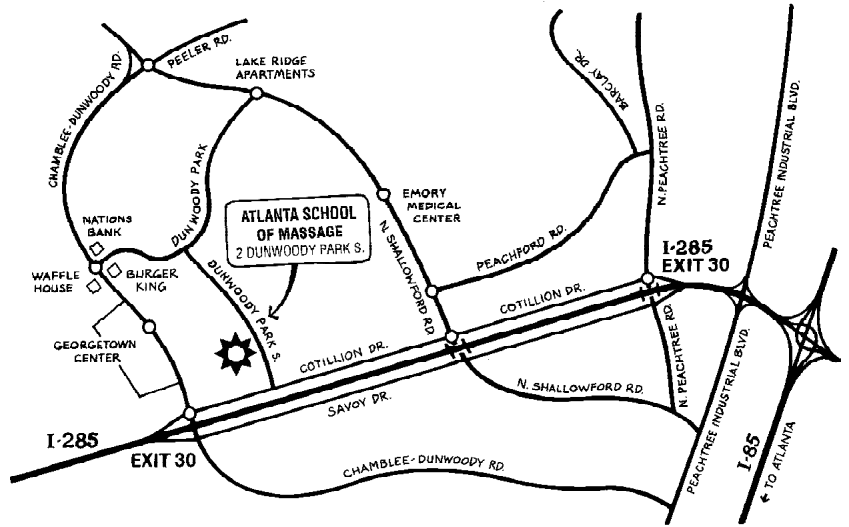 PEELER RD.
CHAMBLEE-DUNWOODY RD.
LAKE RIDGE
APARTMENTS
BARCLAY DR.
N. PEACHTREE RD.
PEACHTREE INDUSTRIAL BLVD.
DUNWOODY PARK
EMORY
MEDICAL
CENTER
NATIONS
BANK
ATLANTA SCHOOL
OF MASSAGE
2 DUNWOODY PARK S.
N. SHALLOWFORD RD
PEACHFORD RD.
I-285
EXIT 30
WAFFLE
HOUSE
BURGER
KING
DUNWOODY PARK S.
COTILLION DR.
GEORGETOWN
CENTER
COTILLION DR.
SAVOY DR.
N. PEACHTREE RD.
N. SHALLOWFORD RD.
PEACHTREE INDUSTRIAL BLVD.
I-285
EXIT 30
CHAMBLEE-DUNWOODY RD.
I-85
← TO ATLANTA